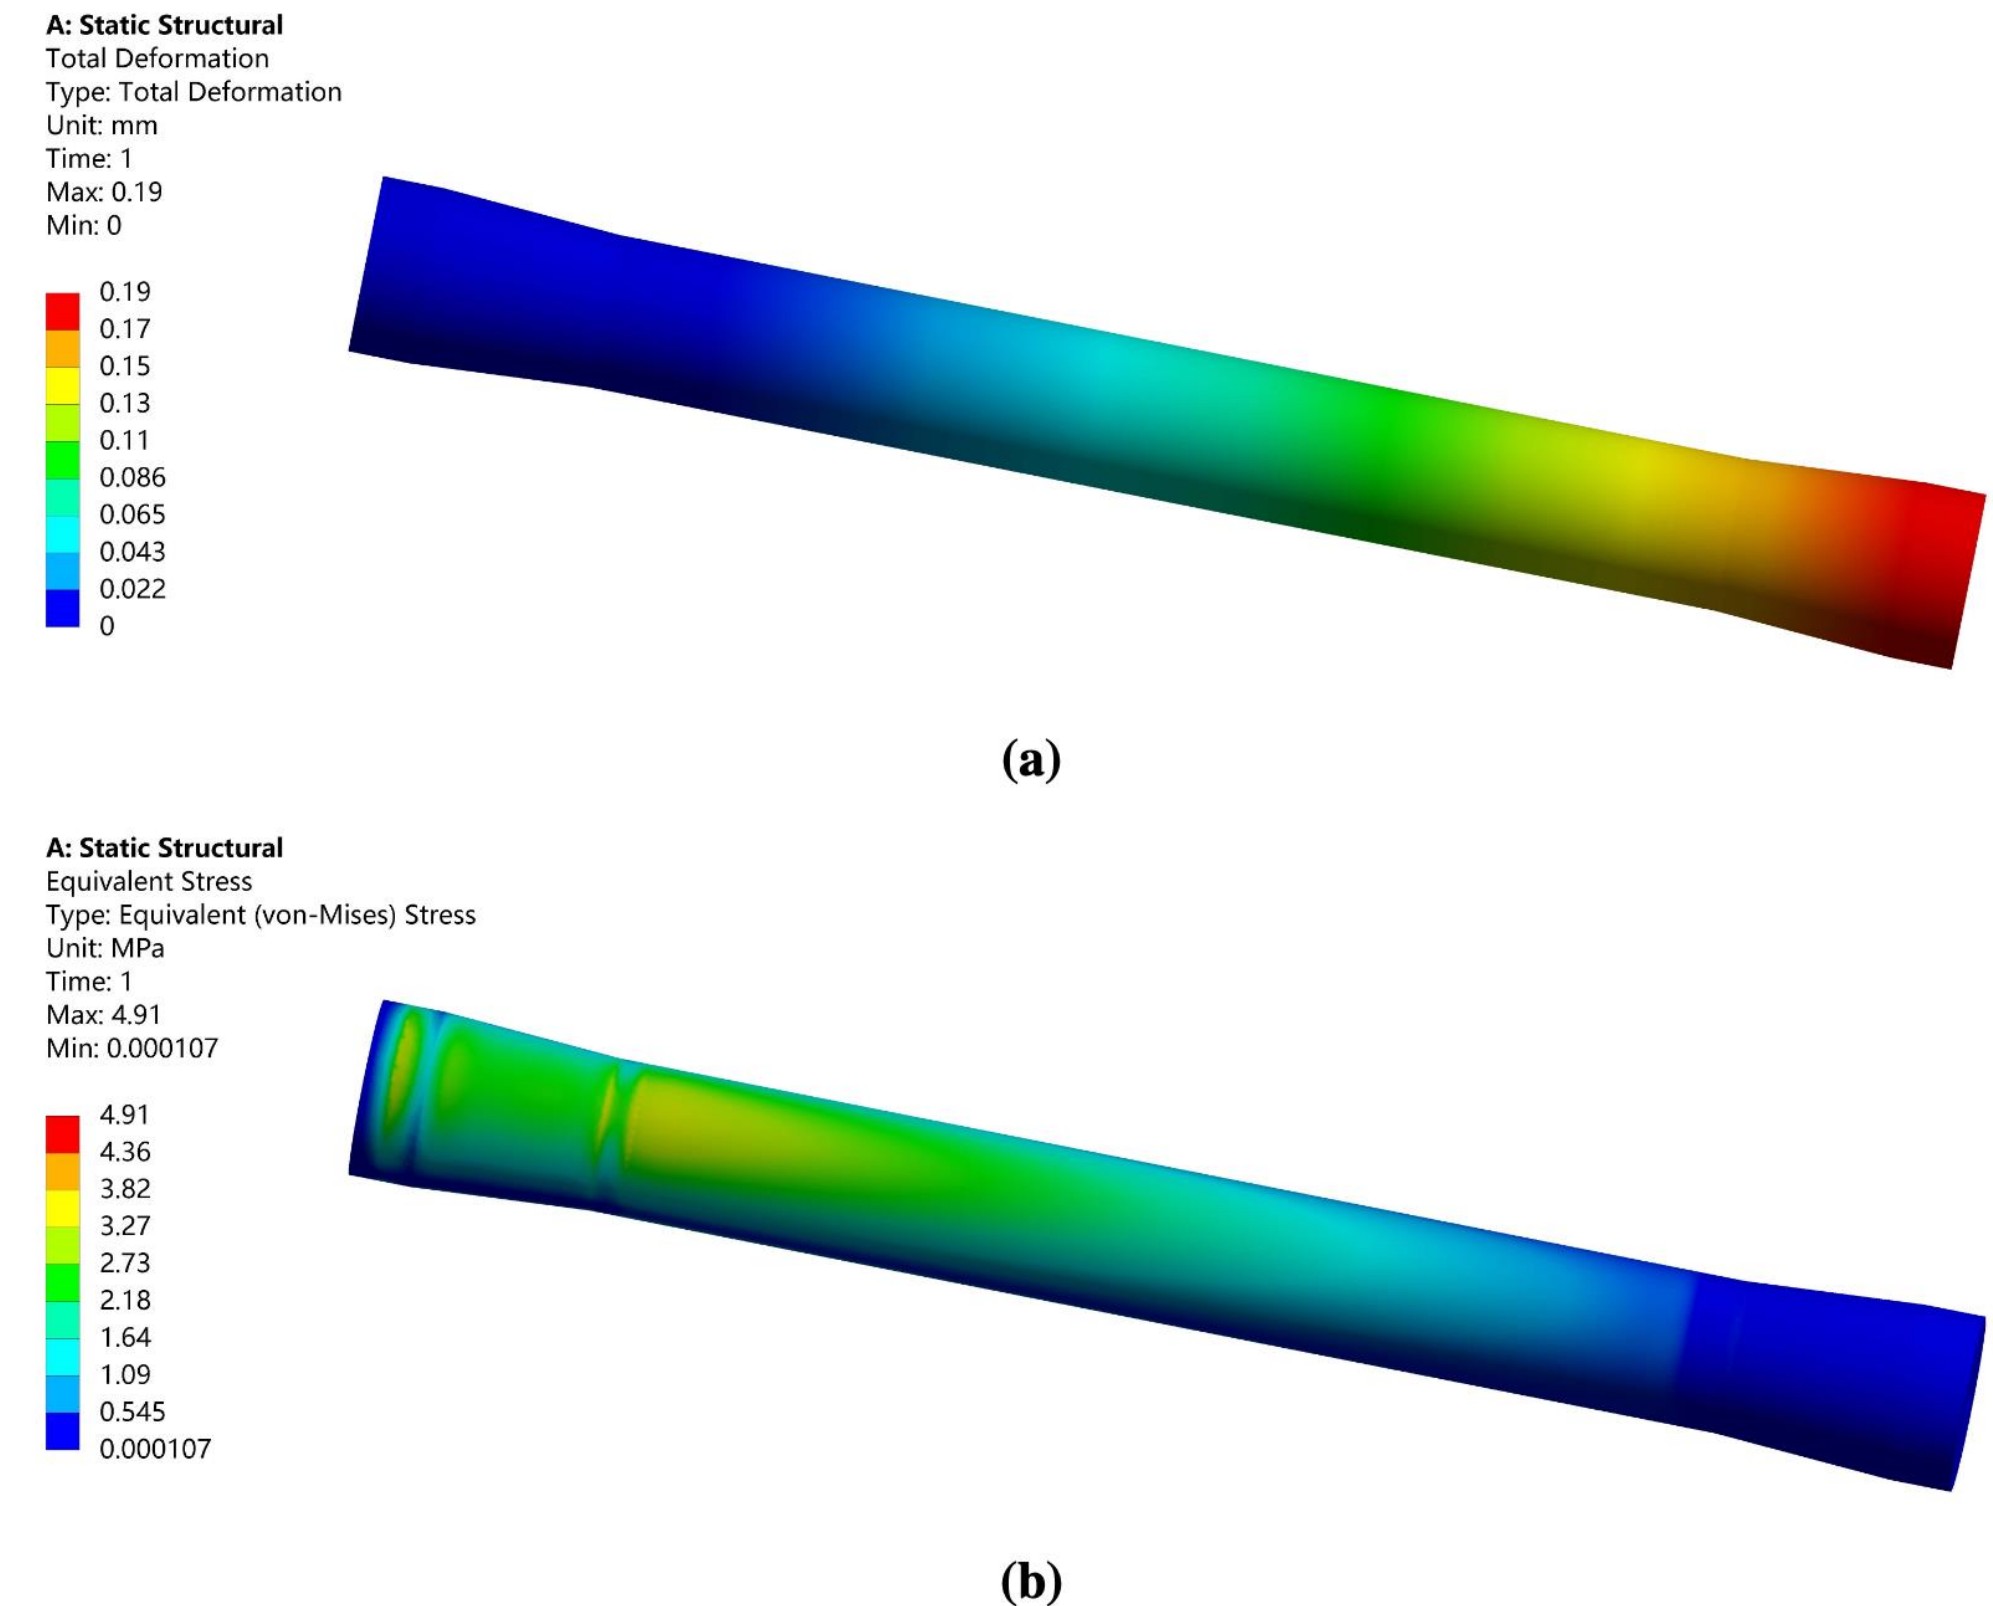 A: Static Structural
Total Deformation
Type: Total Deformation
Unit: mm
Time: 1
Max: 0.19
Min: 0
0.19
0.17
0.15
0.13
0.11
0.086
0.065
0.043
0.022
0
(a)
A: Static Structural
Equivalent Stress
Type: Equivalent (von-Mises) Stress
Unit: MPa
Time: 1
Max: 4.91
Min: 0.000107
4.91
4.36
3.82
3.27
2.73
2.18
1.64
1.09
0.545
0.000107
(b)